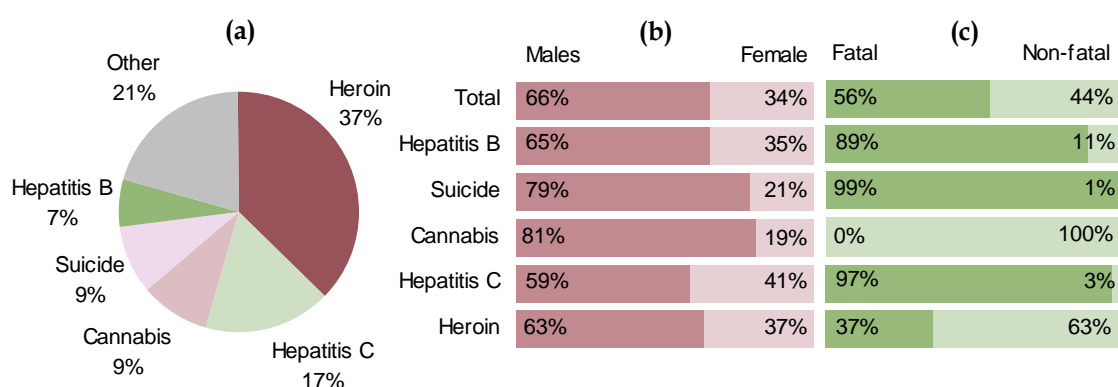 (a)
Other
21%
Heroin
37%
Hepatitis B
7%
Suicide
9%
Cannabis
9%
Hepatitis C
17%
(b)
Males Female
(c)
Fatal Non-fatal
Total 66% 34% 56% 44%
Hepatitis B 65% 35% 89% 11%
Suicide 79% 21% 99% 1%
Cannabis 81% 19% 0% 100%
Hepatitis C 59% 41% 97% 3%
Heroin 63% 37% 37% 63%